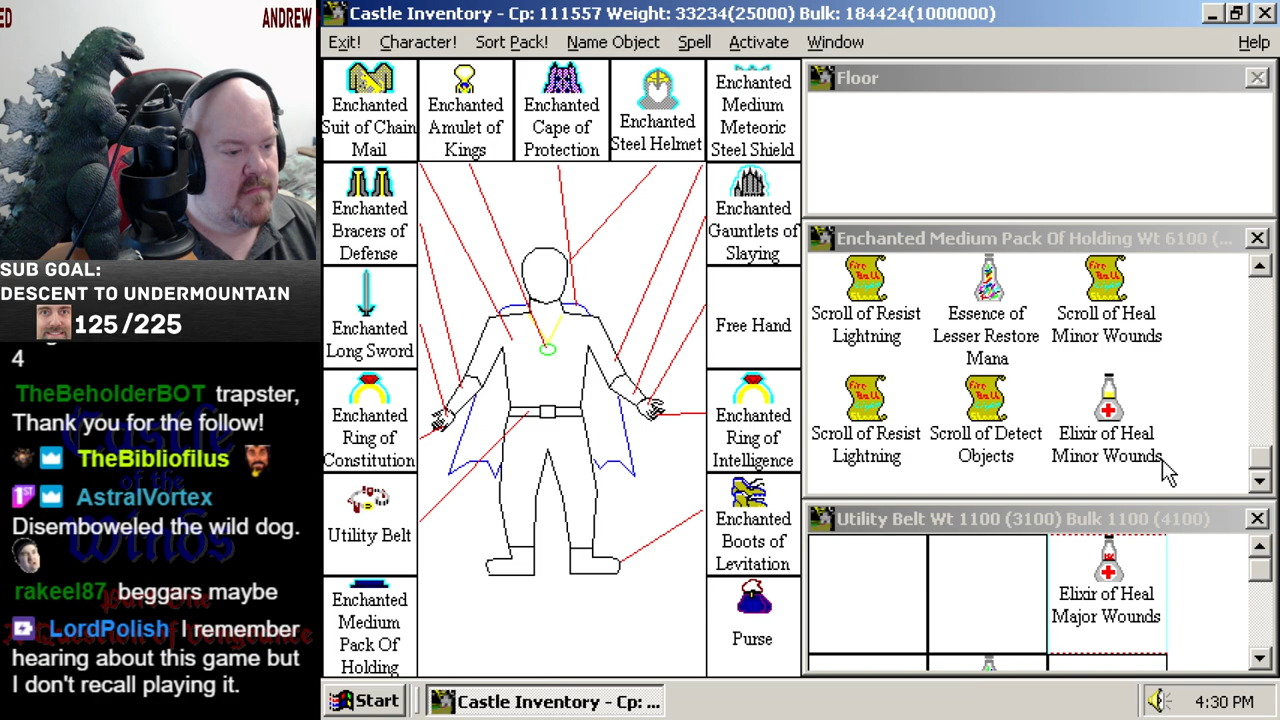 ED
ANDREW
SUB GOAL:
DESCENT TO UNDERMOUNTAIN
125 /225
4
TheBeholderBOT trapster,
Thank you for the follow!
TheBibliofilus
AstralVortex
Disemboweled the wild dog.
rakeel87 beggars maybe
LordPolish I remember
hearing about this game but
I don't recall playing it.
Castle Inventory - Cp: 111557 Weight: 33234(25000) Bulk: 184424(1000000)
Exit! Character! Sort Pack! Name Object Spell Activate Window Help
Enchanted
Suit of Chain
Mail
Enchanted
Amulet of
Kings
Enchanted
Cape of
Protection
Enchanted
Steel Helmet
Enchanted
Medium
Meteoric
Steel Shield
Enchanted
Bracers of
Defense
Enchanted
Gauntlets of
Slaying
Enchanted
Long Sword
Free Hand
Enchanted
Ring of
Constitution
Enchanted
Ring of
Intelligence
Utility Belt
Enchanted
Boots of
Levitation
Enchanted
Medium
Pack Of
Holding
Purse
Floor
Enchanted Medium Pack Of Holding Wt 6100 (...
Scroll of Resist
Lightning
Essence of
Lesser Restore
Mana
Scroll of Heal
Minor Wounds
Scroll of Resist
Lightning
Scroll of Detect
Objects
Elixir of Heal
Minor Wounds
Utility Belt Wt 1100 (3100) Bulk 1100 (4100)
Elixir of Heal
Major Wounds
Start
Castle Inventory - Cp: ...
4:30 PM